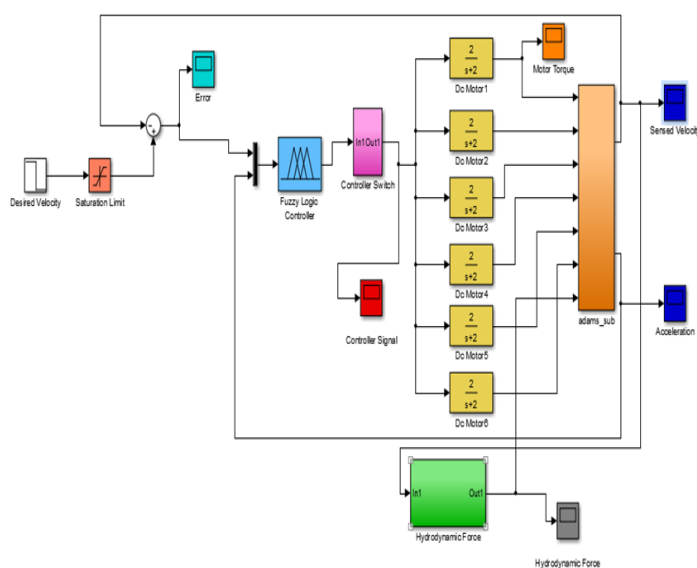 2
s+2
Dc Motor1
Motor Torque
Error
Sensed Velocity
-
+
In1Out1
Controller Switch
2
s+2
Dc Motor2
Desired Velocity
Saturation Limit
Fuzzy Logic
Controller
2
s+2
Dc Motor3
2
s+2
Dc Motor4
Controller Signal
adams_sub
Acceleration
2
s+2
Dc Motor5
2
s+2
Dc Motor6
In1
Out1
Hydrodynamic Force
Hydrodynamic Force